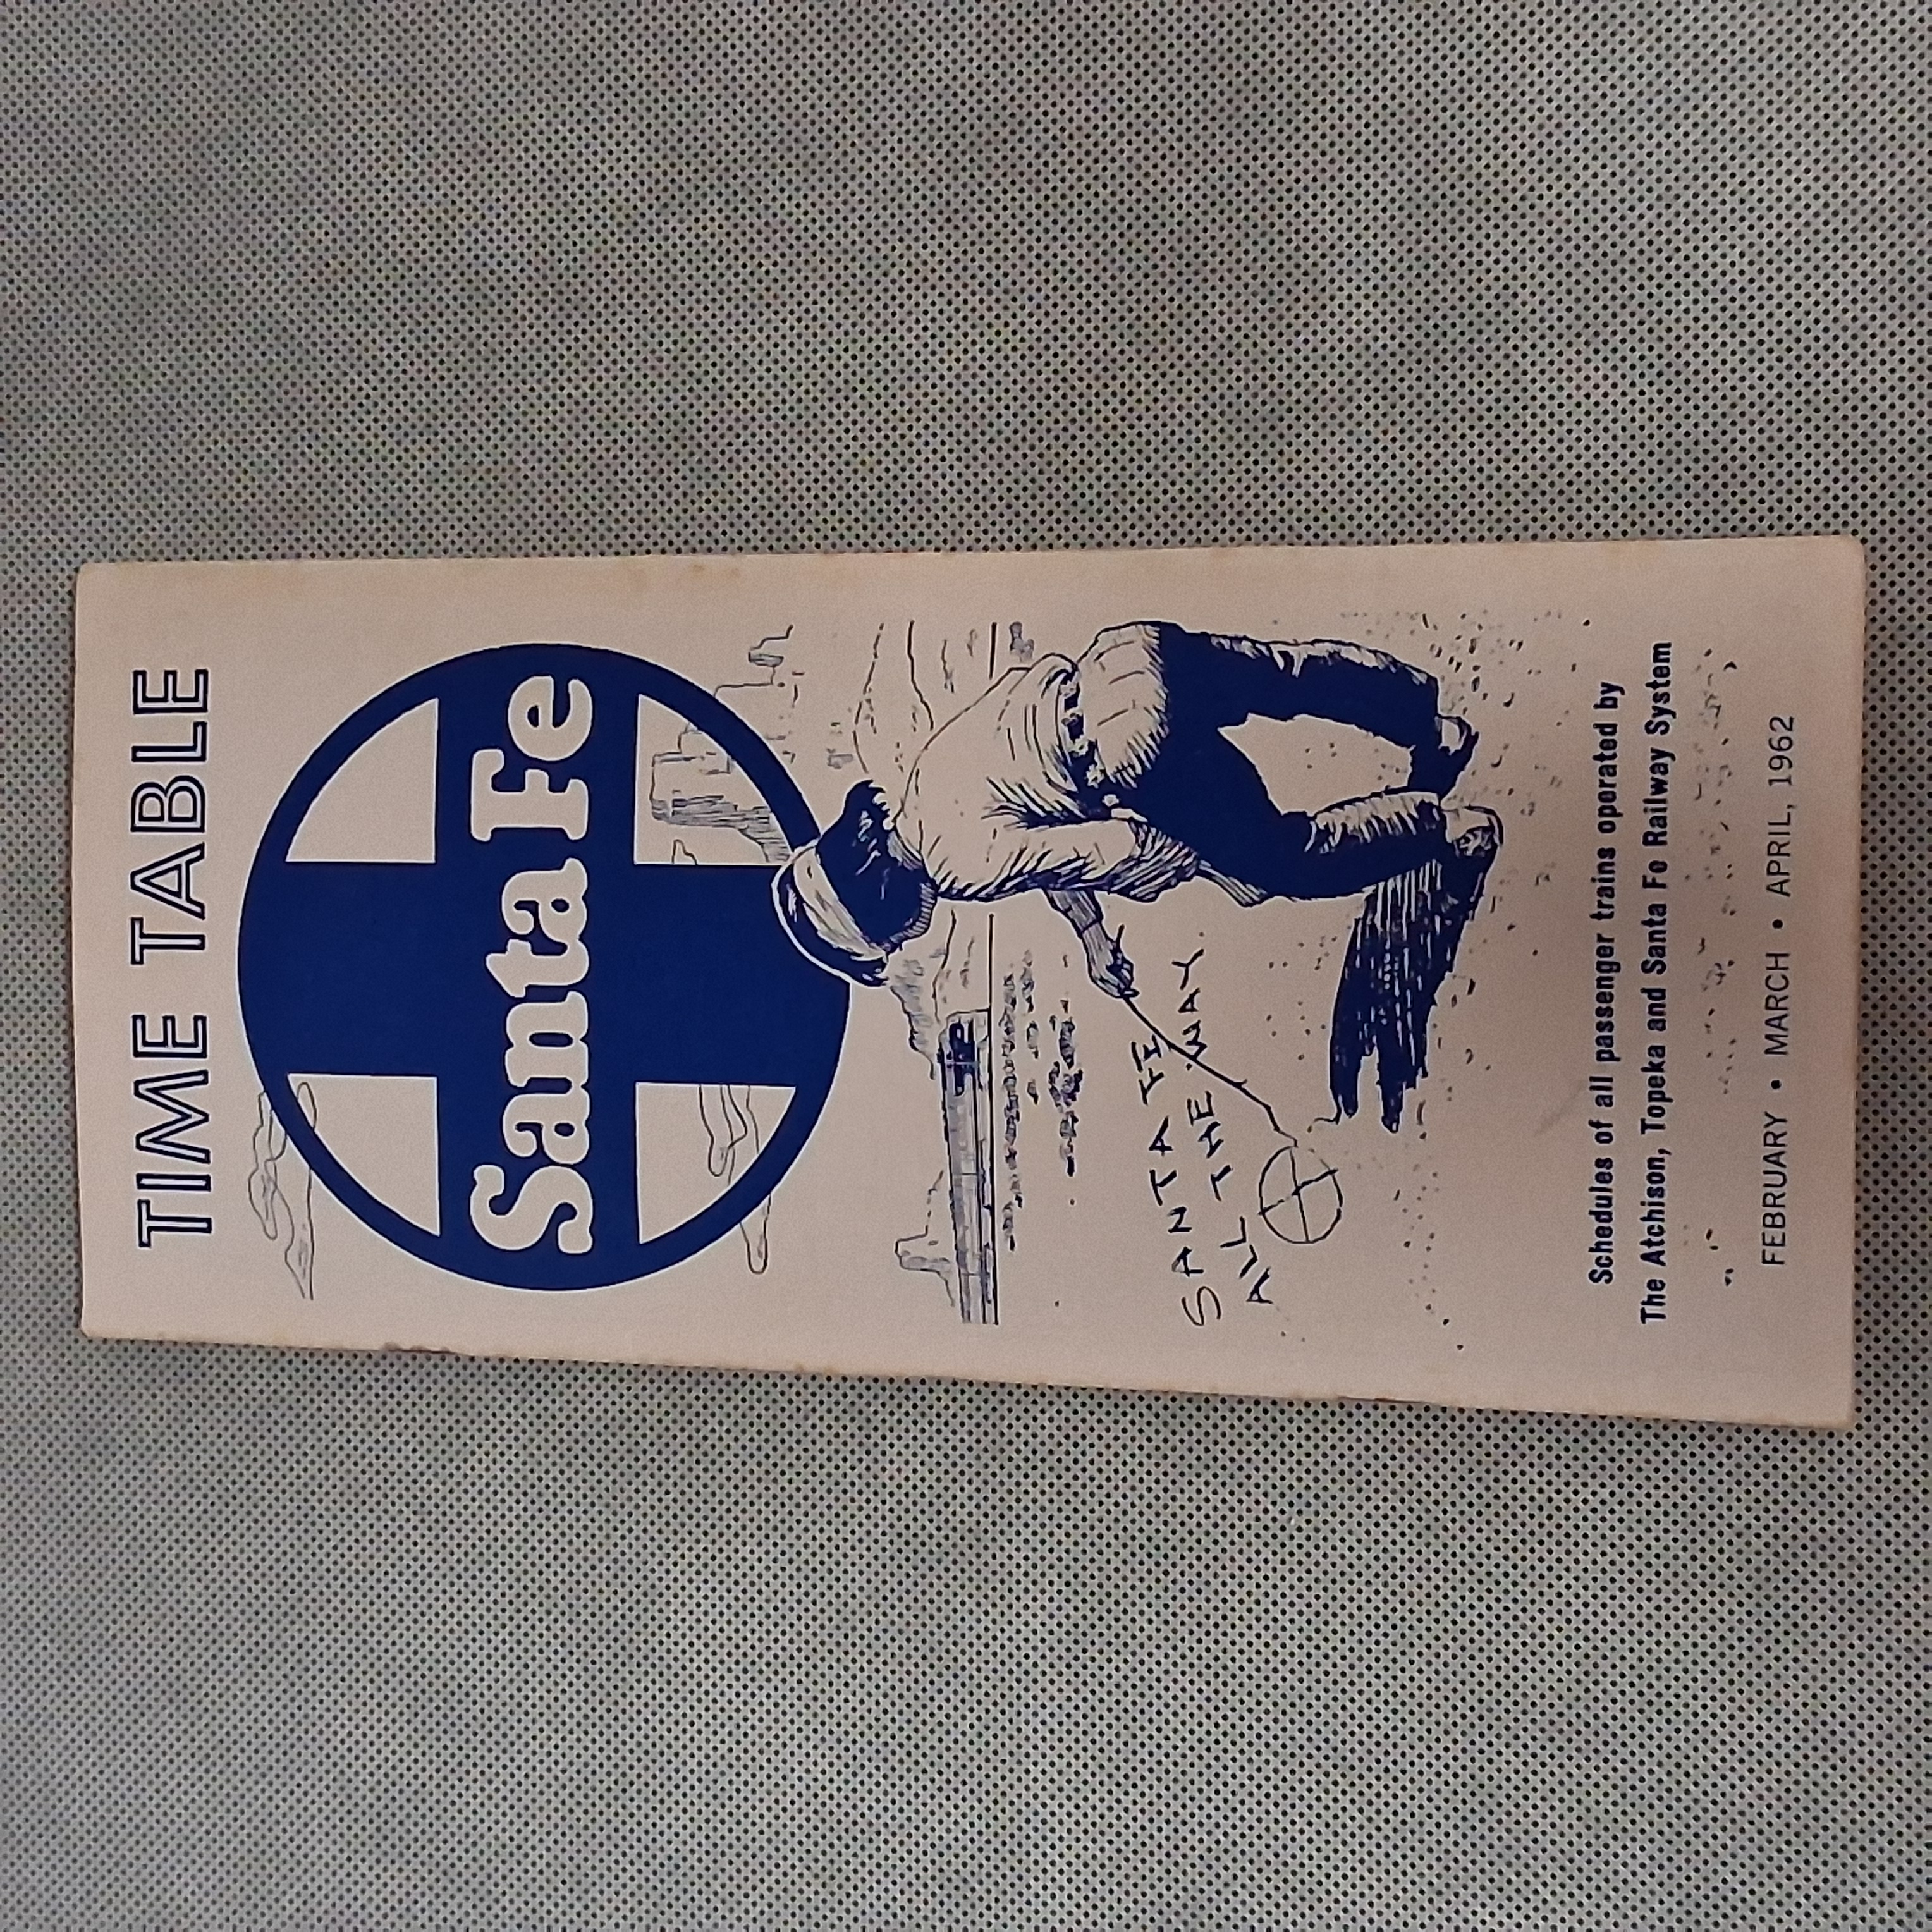 TIME TABLE
Santa Fe
SANTA FE
ALL THE WAY
Schedules of all passenger trains operated by
The Atchison, Topeka and Santa Fe Railway System
FEBRUARY • MARCH • APRIL, 1962